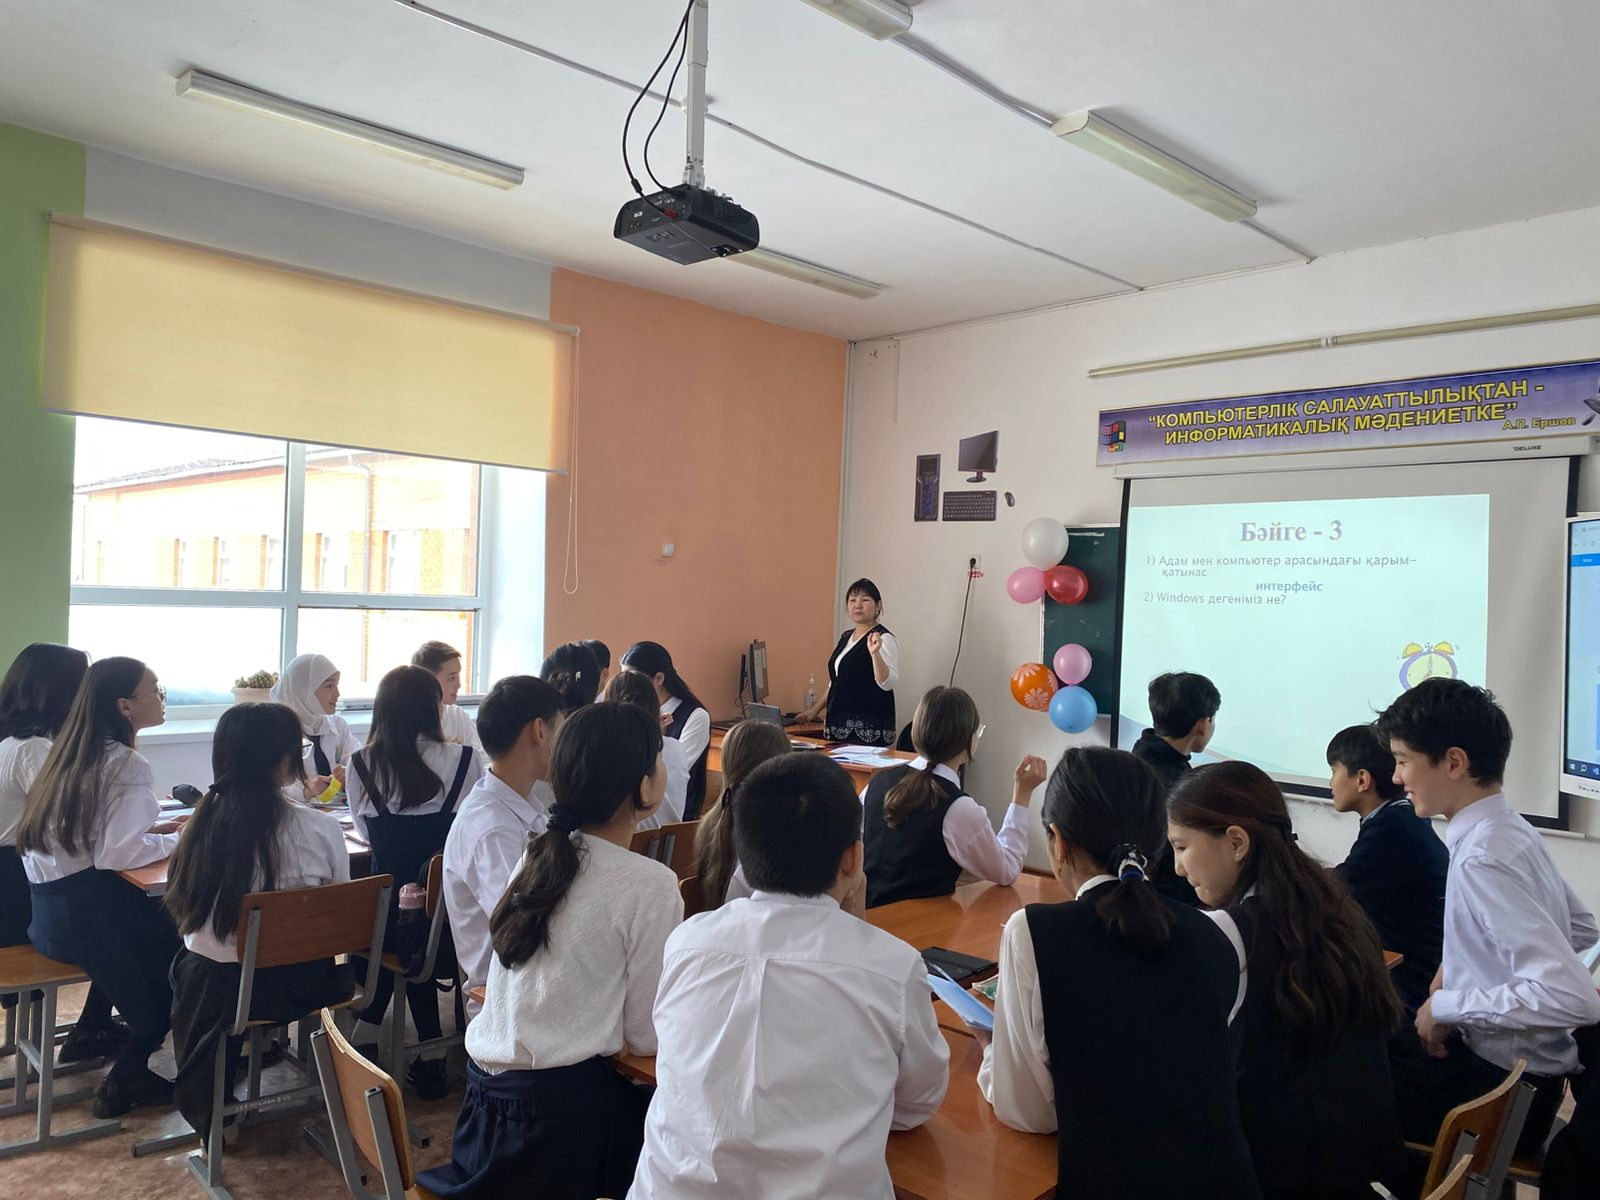 “КОМПЬЮТЕРЛІК САЛАУАТТЫЛЫҚТАН -
ИНФОРМАТИКАЛЫҚ МӘДЕНИЕТКЕ”
А.П. Ершов
DELUXE
Бәйге - 3
1) Адам мен компьютер арасындағы қарым-
қатынас
интерфейс
2) Windows дегеніміз не?